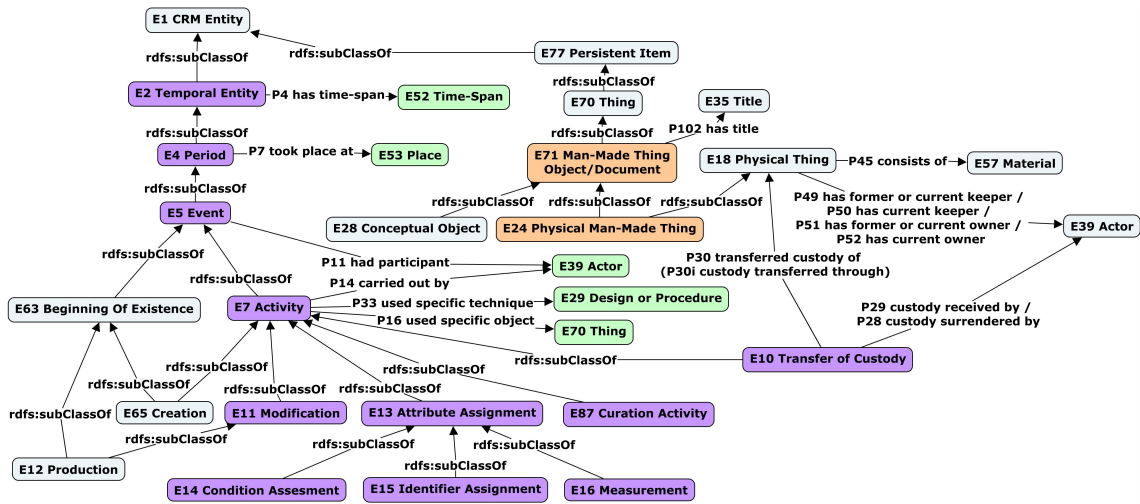 E1 CRM Entity
rdfs:subClassOf
rdfs:subClassOf
E77 Persistent Item
rdfs:subClassOf
E2 Temporal Entity
P4 has time-span
E52 Time-Span
E70 Thing
E35 Title
rdfs:subClassOf
rdfs:subClassOf
P102 has title
E4 Period
P7 took place at
E53 Place
E71 Man-Made Thing
Object/Document
E18 Physical Thing
P45 consists of
E57 Material
rdfs:subClassOf
rdfs:subClassOf
rdfs:subClassOf
rdfs:subClassOf
P49 has former or current keeper /
P50 has current keeper /
P51 has former or current owner /
P52 has current owner
E5 Event
E28 Conceptual Object
E24 Physical Man-Made Thing
E39 Actor
P11 had participant
E39 Actor
P30 transferred custody of
(P30i custody transferred through)
rdfs:subClassOf
rdfs:subClassOf
P14 carried out by
P33 used specific technique
E29 Design or Procedure
E63 Beginning Of Existence
E7 Activity
P16 used specific object
E70 Thing
P29 custody received by /
P28 custody surrendered by
rdfs:subClassOf
E10 Transfer of Custody
rdfs:subClassOf
rdfs:subClassOf
rdfs:subClassOf
rdfs:subClassOf
rdfs:subClassOf
rdfs:subClassOf
E65 Creation
E11 Modification
E13 Attribute Assignment
E87 Curation Activity
rdfs:subClassOf
rdfs:subClassOf
rdfs:subClassOf
rdfs:subClassOf
rdfs:subClassOf
E12 Production
E14 Condition Assesment
E15 Identifier Assignment
E16 Measurement